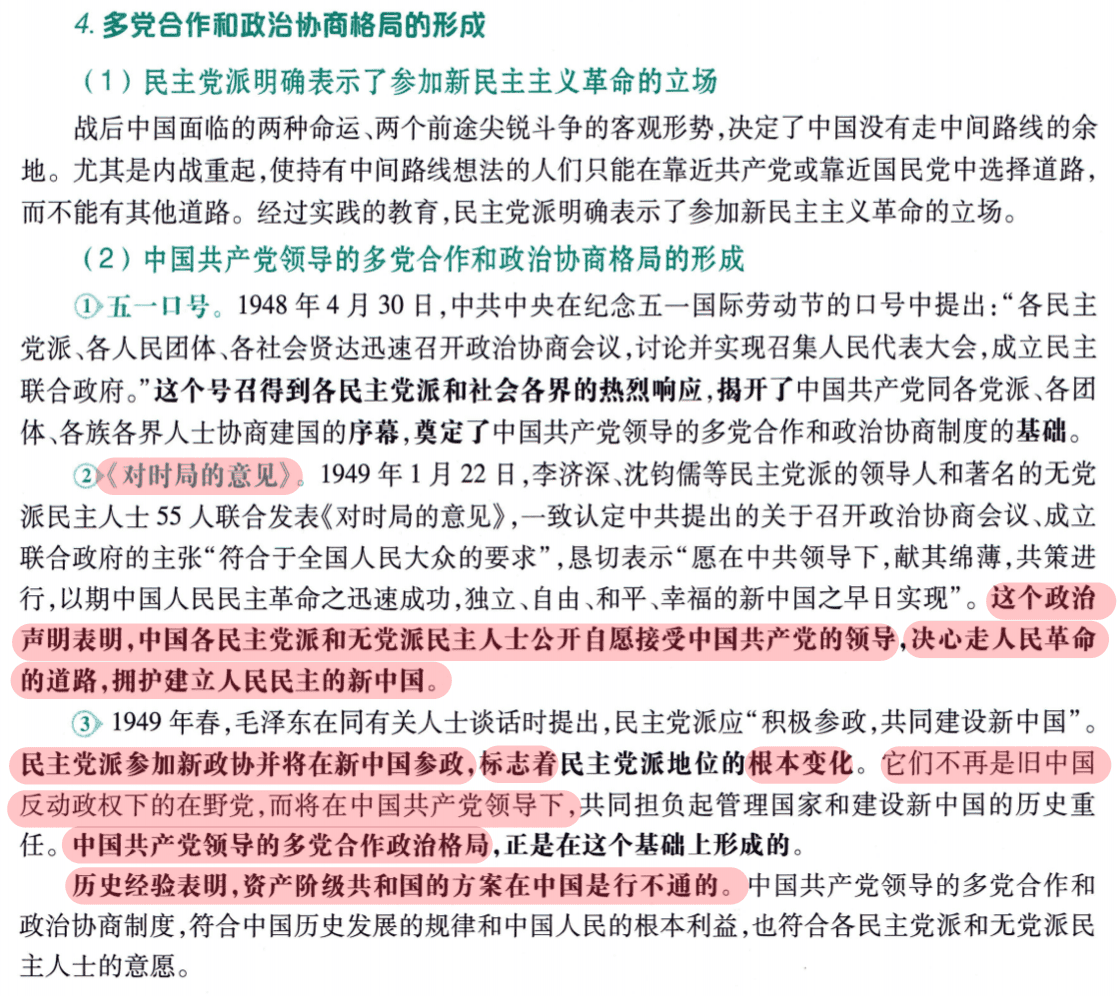 4. 多党合作和政治协商格局的形成
（1）民主党派明确表示了参加新民主主义革命的立场
战后中国面临的两种命运、两个前途尖锐斗争的客观形势，决定了中国没有走中间路线的余
地。尤其是内战重起，使持有中间路线想法的人们只能在靠近共产党或靠近国民党中选择道路，
而不能有其他道路。经过实践的教育，民主党派明确表示了参加新民主主义革命的立场。
（2）中国共产党领导的多党合作和政治协商格局的形成
①五一口号。1948 年 4 月 30 日，中共中央在纪念五一国际劳动节的口号中提出：“各民主
党派、各人民团体、各社会贤达迅速召开政治协商会议，讨论并实现召集人民代表大会，成立民主
联合政府。”这个号召得到各民主党派和社会各界的热烈响应，揭开了中国共产党同各党派、各团
体、各族各界人士协商建国的序幕，奠定了中国共产党领导的多党合作和政治协商制度的基础。
②《对时局的意见》。1949 年 1 月 22 日，李济深、沈钧儒等民主党派的领导人和著名的无党
派民主人士 55 人联合发表《对时局的意见》，一致认定中共提出的关于召开政治协商会议、成立
联合政府的主张“符合于全国人民大众的要求”，恳切表示“愿在中共领导下，献其绵薄，共策进
行，以期中国人民民主革命之迅速成功，独立、自由、和平、幸福的新中国之早日实现”。这个政治
声明表明，中国各民主党派和无党派民主人士公开自愿接受中国共产党的领导，决心走人民革命
的道路，拥护建立人民民主的新中国。
③ 1949 年春，毛泽东在同有关人士谈话时提出，民主党派应“积极参政，共同建设新中国”。
民主党派参加新政协并将在新中国参政，标志着民主党派地位的根本变化。它们不再是旧中国
反动政权下的在野党，而将在中国共产党领导下，共同担负起管理国家和建设新中国的历史重
任。中国共产党领导的多党合作政治格局，正是在这个基础上形成的。
历史经验表明，资产阶级共和国的方案在中国是行不通的。中国共产党领导的多党合作和
政治协商制度，符合中国历史发展的规律和中国人民的根本利益，也符合各民主党派和无党派民
主人士的意愿。